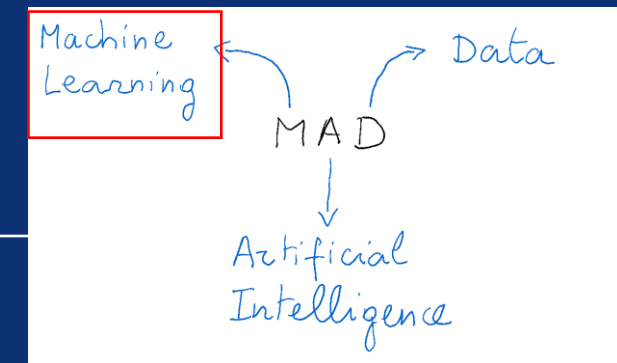 Machine
Learning
Data
MAD
Artificial
Intelligence